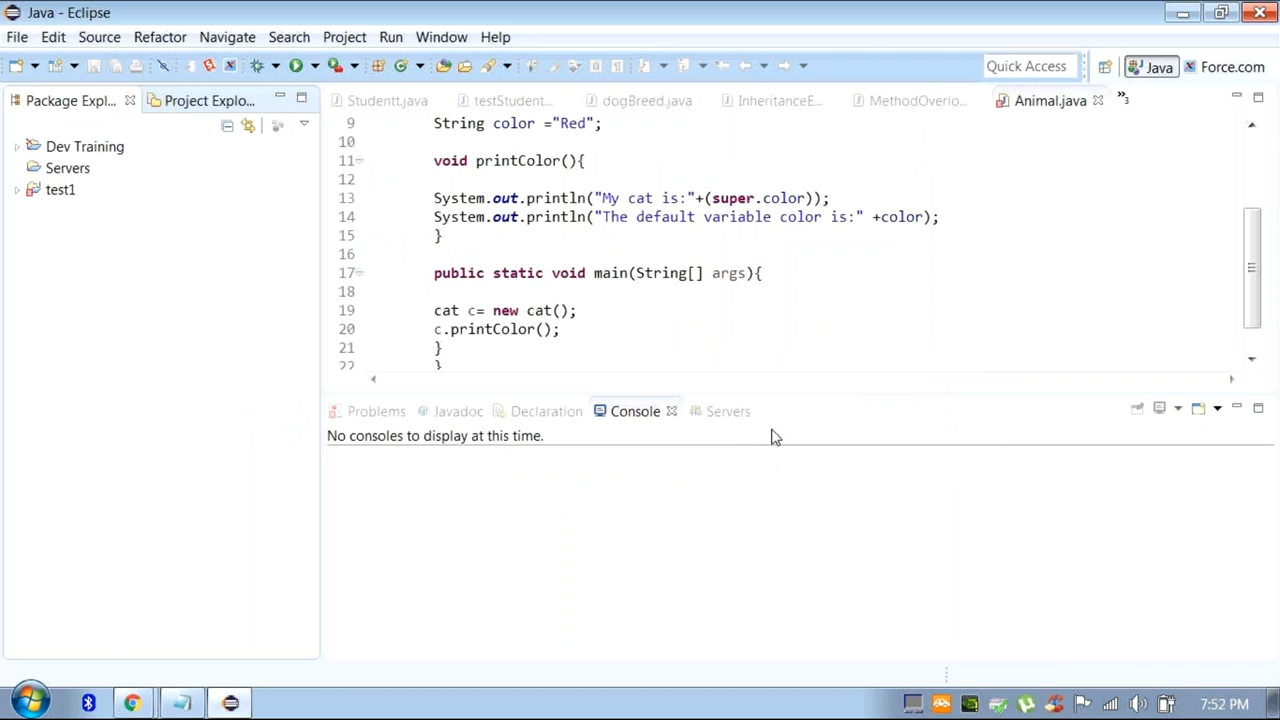 Java - Eclipse
File Edit Source Refactor Navigate Search Project Run Window Help
Quick Access Java Force.com
Package Expl... Project Explo...
Studentt.java testStudent... dogBreed.java InheritanceE... MethodOverlo... Animal.java »3
Dev Training
Servers
test1
9 String color ="Red";
10
11 void printColor(){
12
13 System.out.println("My cat is:"+(super.color));
14 System.out.println("The default variable color is:" +color);
15 }
16
17 public static void main(String[] args){
18
19 cat c= new cat();
20 c.printColor();
21 }
22 }
Problems @ Javadoc Declaration Console Servers
No consoles to display at this time.
7:52 PM